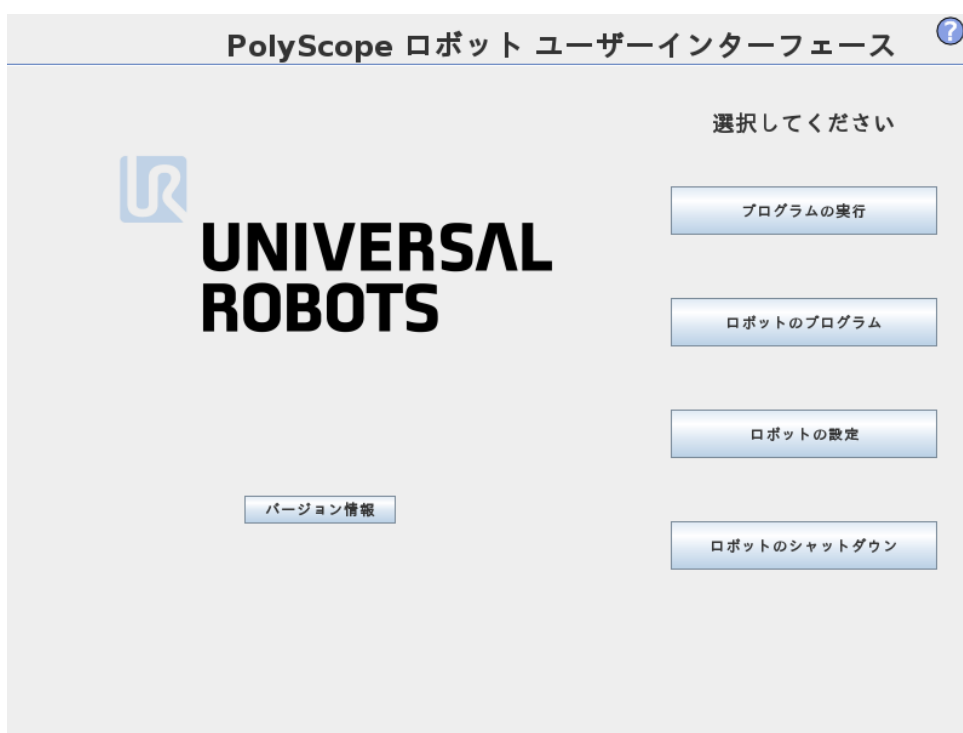 PolyScope ロボット ユーザーインターフェース
?
選択してください
UR
UNIVERSAL
ROBOTS
プログラムの実行
ロボットのプログラム
ロボットの設定
バージョン情報
ロボットのシャットダウン